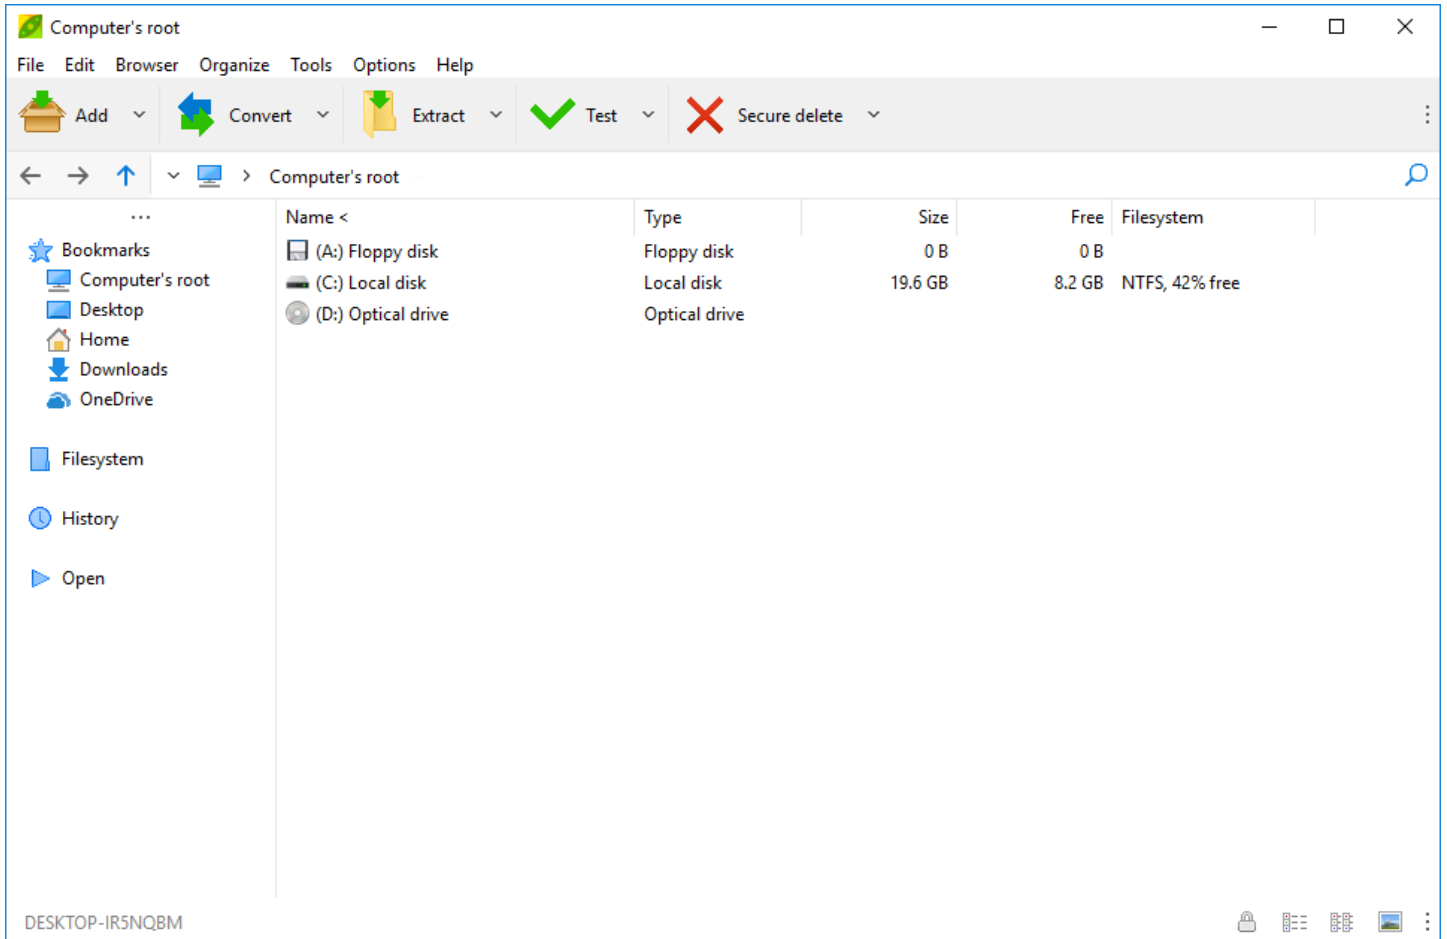 Computer's root
File Edit Browser Organize Tools Options Help
Add Convert Extract Test Secure delete
Computer's root
Name < Type Size Free Filesystem
Bookmarks
(A:) Floppy disk Floppy disk 0 B 0 B
Computer's root
(C:) Local disk Local disk 19.6 GB 8.2 GB NTFS, 42% free
Desktop
(D:) Optical drive Optical drive
Home
Downloads
OneDrive
Filesystem
History
Open
DESKTOP-IR5NQBM